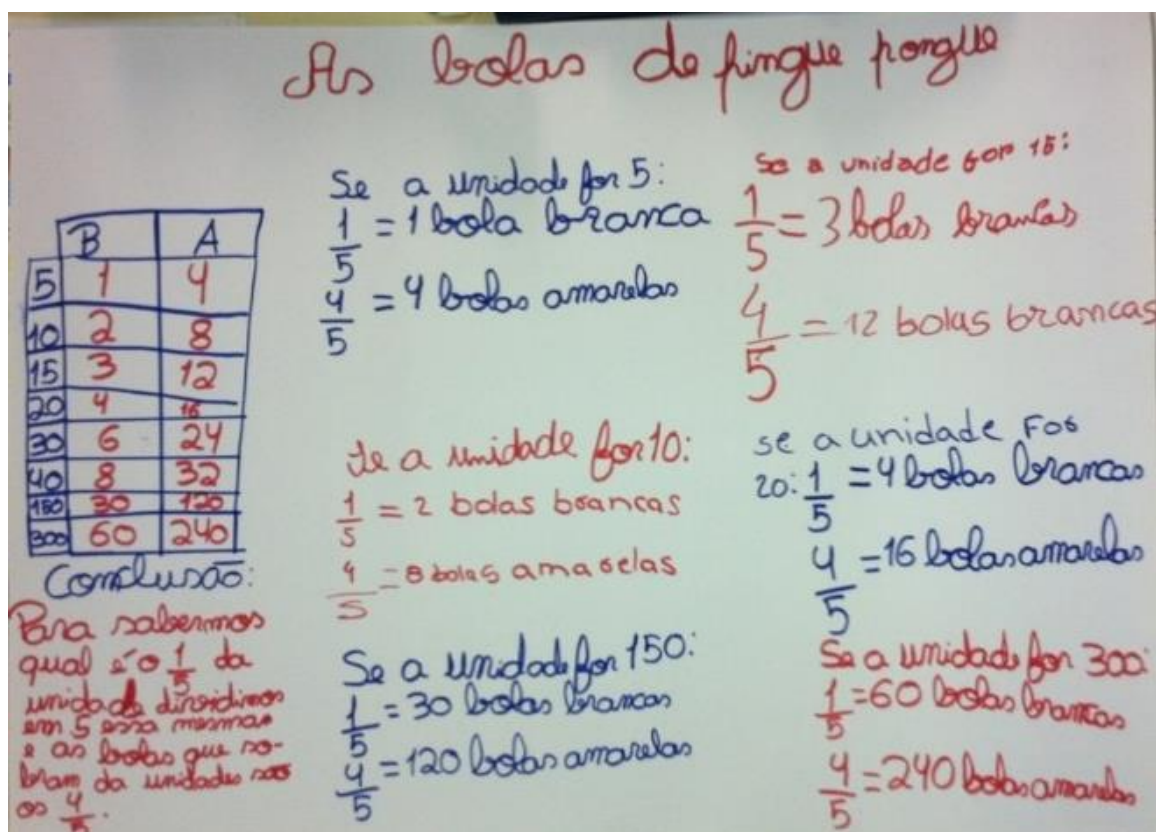 As bolas de pingue pongue
B A
5 1 4
10 2 8
15 3 12
20 4 16
30 6 24
40 8 32
150 30 120
300 60 240
Conclusão:
Para sabermos
qual é o 1/5 da
unidade dividimos
em 5 essa mesma
e as bolas que so-
bram da unidades são
os 4/5.
Se a unidade for 5:
1/5 = 1 bola branca
4/5 = 4 bolas amarelas
Se a unidade for 10:
1/5 = 2 bolas brancas
4/5 = 8 bolas amarelas
Se a unidade for 150:
1/5 = 30 bolas brancas
4/5 = 120 bolas amarelas
Se a unidade for 15:
1/5 = 3 bolas brancas
4/5 = 12 bolas brancas
se a unidade For
20: 1/5 = 4 bolas brancas
4/5 = 16 bolas amarelas
Se a unidade for 300:
1/5 = 60 bolas brancas
4/5 = 240 bolas amarelas